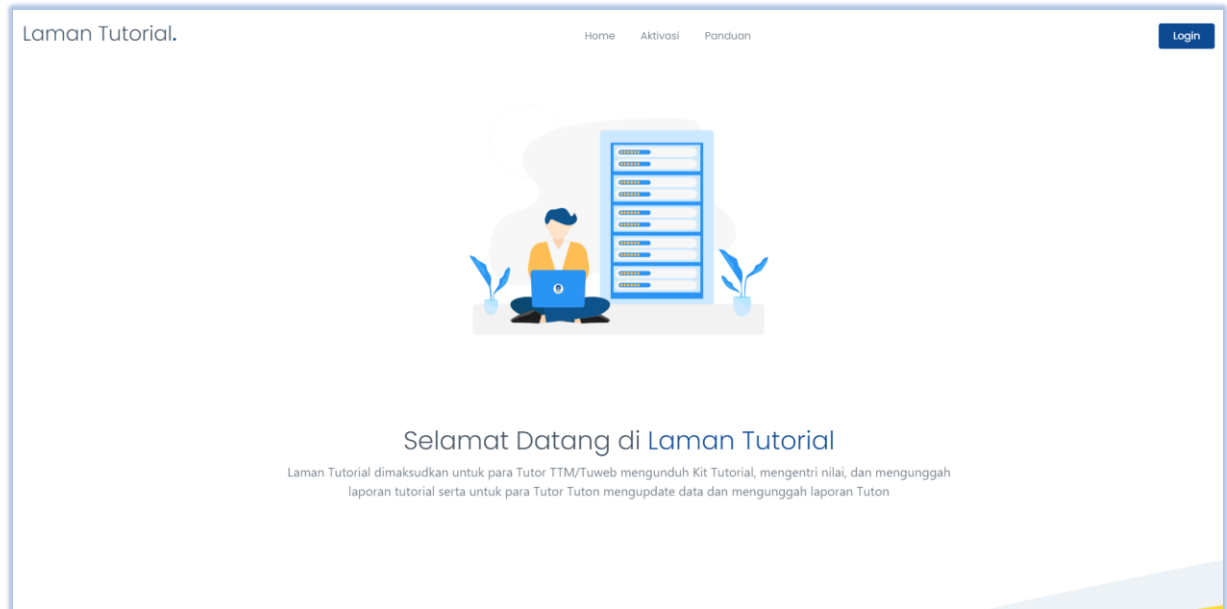 Laman Tutorial.
Home Aktivasi Panduan
Login
Selamat Datang di Laman Tutorial
Laman Tutorial dimaksudkan untuk para Tutor TTM/Tuweb mengunduh Kit Tutorial, mengentri nilai, dan mengunggah
laporan tutorial serta untuk para Tutor Tuton mengupdate data dan mengunggah laporan Tuton